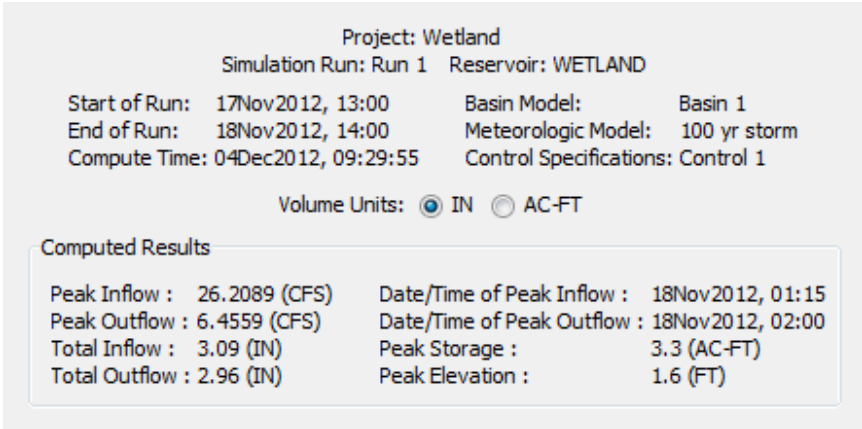 Project: Wetland
Simulation Run: Run 1 Reservoir: WETLAND
Start of Run: 17Nov2012, 13:00 Basin Model: Basin 1
End of Run: 18Nov2012, 14:00 Meteorologic Model: 100 yr storm
Compute Time: 04Dec2012, 09:29:55 Control Specifications: Control 1
Volume Units: IN AC-FT
Computed Results
Peak Inflow : 26.2089 (CFS) Date/Time of Peak Inflow : 18Nov2012, 01:15
Peak Outflow : 6.4559 (CFS) Date/Time of Peak Outflow : 18Nov2012, 02:00
Total Inflow : 3.09 (IN) Peak Storage : 3.3 (AC-FT)
Total Outflow : 2.96 (IN) Peak Elevation : 1.6 (FT)